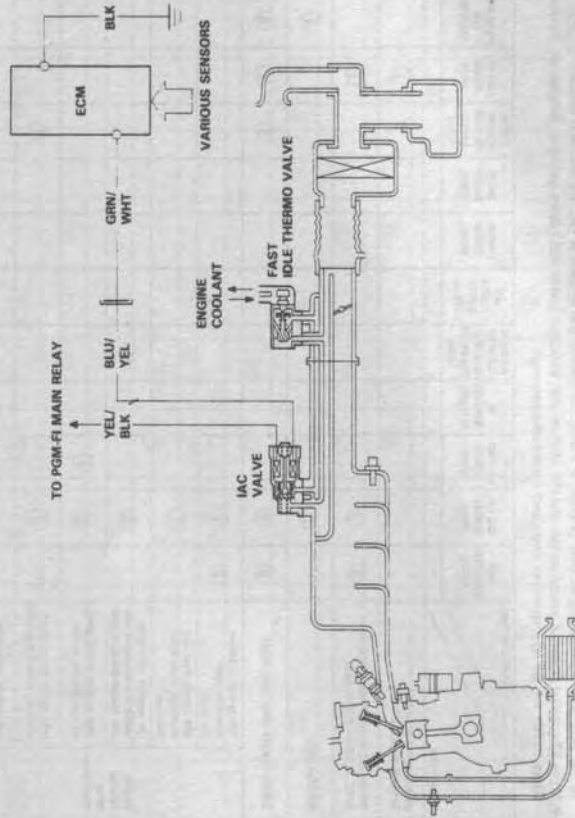 TO PGM-FI MAIN RELAY
YEL/
BLK
BLU/
YEL
GRN/
WHT
BLK
ECM
VARIOUS SENSORS
IAC
VALVE
ENGINE
COOLANT
FAST
IDLE THERMO VALVE